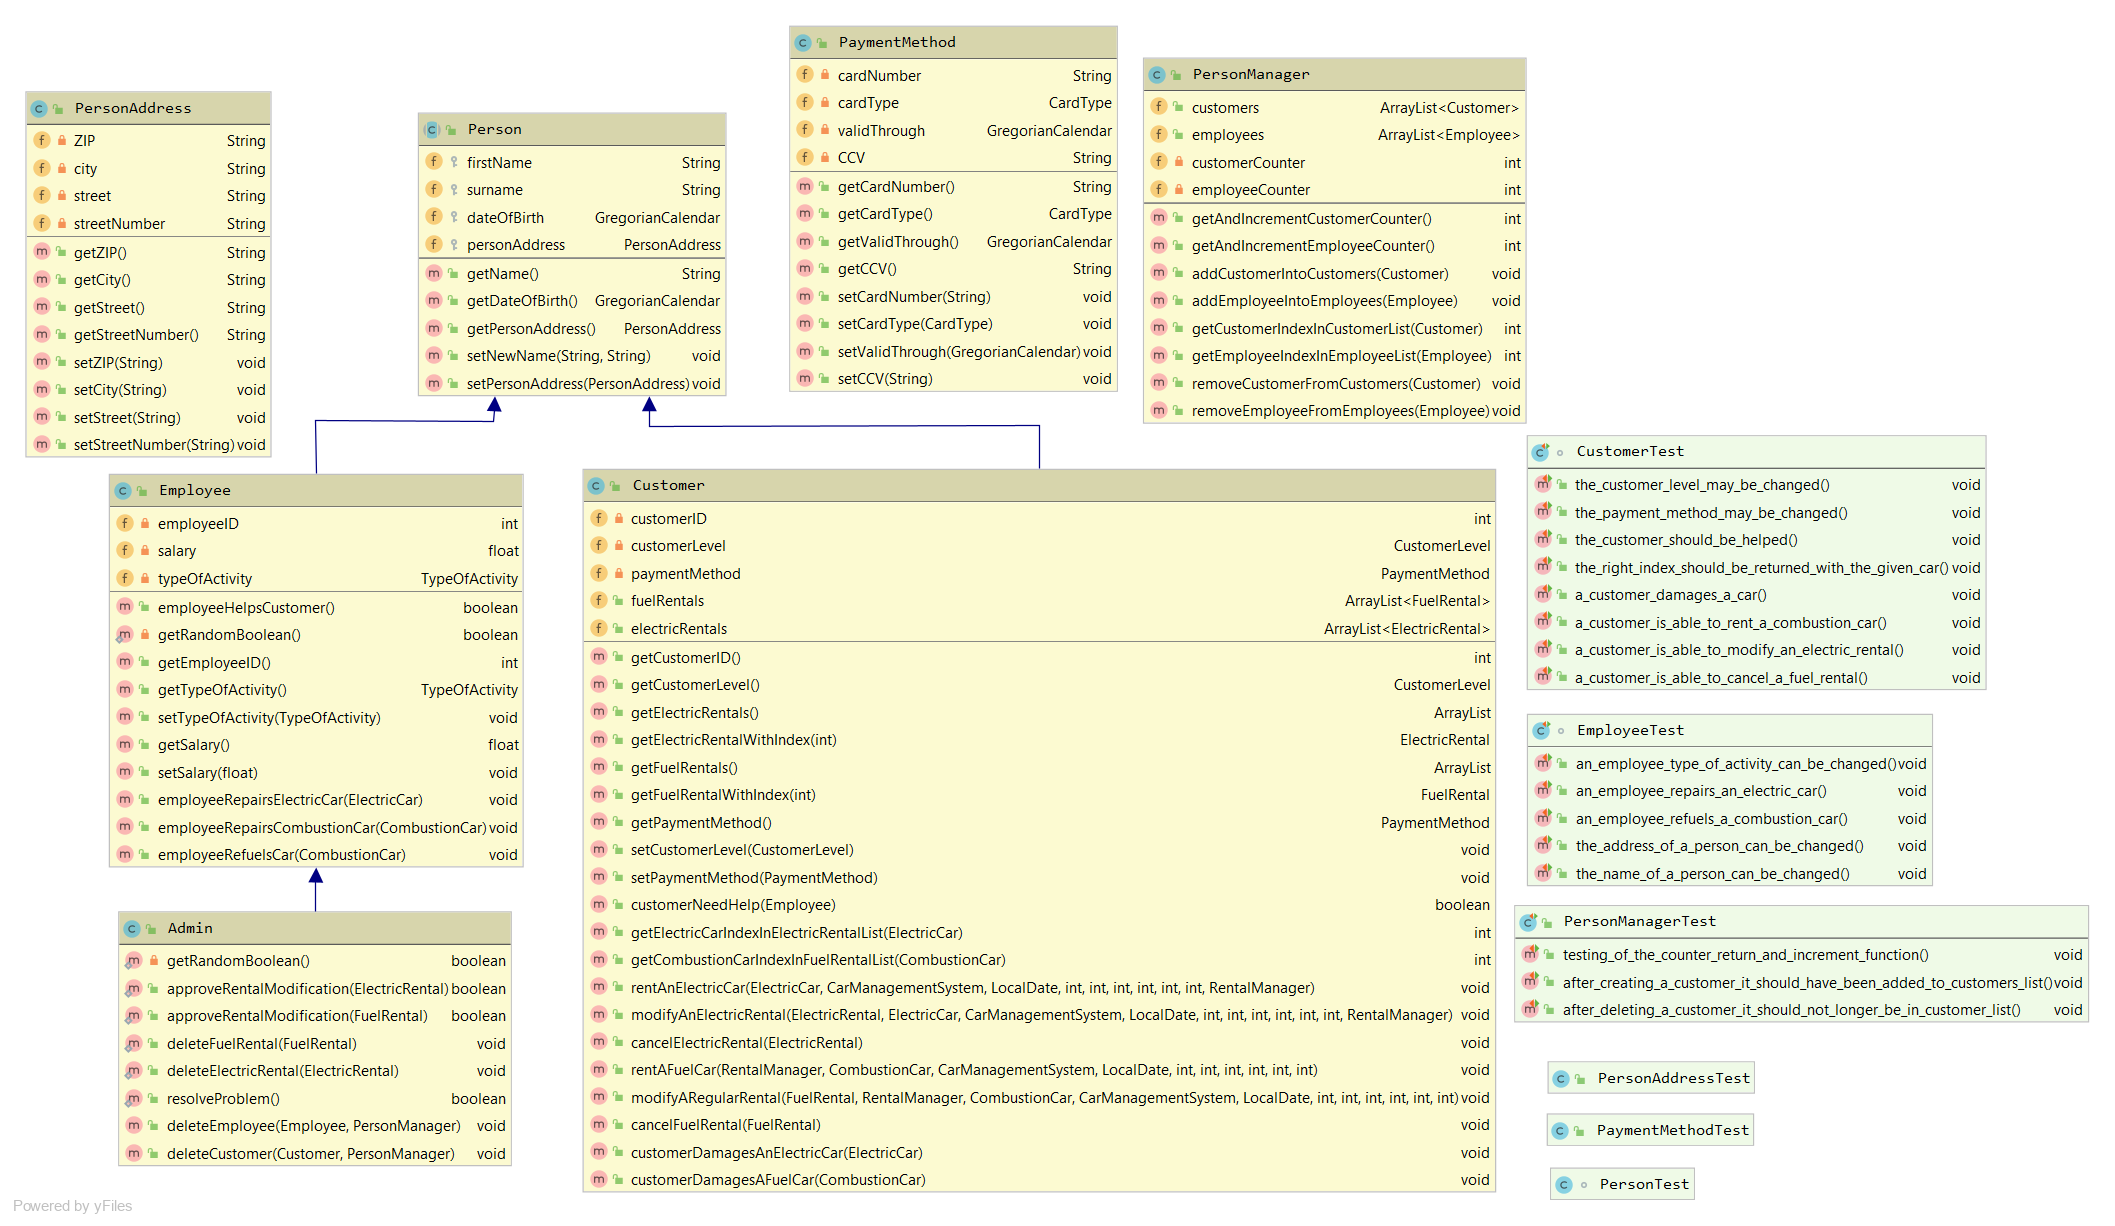 PersonAddress
ZIP String
city String
street String
streetNumber String
getZIP() String
getCity() String
getStreet() String
getStreetNumber() String
setZIP(String) void
setCity(String) void
setStreet(String) void
setStreetNumber(String) void
Person
firstName String
surname String
dateOfBirth GregorianCalendar
personAddress PersonAddress
getName() String
getDateOfBirth() GregorianCalendar
getPersonAddress() PersonAddress
setNewName(String, String) void
setPersonAddress(PersonAddress) void
PaymentMethod
cardNumber String
cardType CardType
validThrough GregorianCalendar
CCV String
getCardNumber() String
getCardType() CardType
getValidThrough() GregorianCalendar
getCCV() String
setCardNumber(String) void
setCardType(CardType) void
setValidThrough(GregorianCalendar) void
setCCV(String) void
PersonManager
customers ArrayList<Customer>
employees ArrayList<Employee>
customerCounter int
employeeCounter int
getAndIncrementCustomerCounter() int
getAndIncrementEmployeeCounter() int
addCustomerIntoCustomers(Customer) void
addEmployeeIntoEmployees(Employee) void
getCustomerIndexInCustomerList(Customer) int
getEmployeeIndexInEmployeeList(Employee) int
removeCustomerFromCustomers(Customer) void
removeEmployeeFromEmployees(Employee) void
Employee
employeeID int
salary float
typeOfActivity TypeOfActivity
employeeHelpsCustomer() boolean
getRandomBoolean() boolean
getEmployeeID() int
getTypeOfActivity() TypeOfActivity
setTypeOfActivity(TypeOfActivity) void
getSalary() float
setSalary(float) void
employeeRepairsElectricCar(ElectricCar) void
employeeRepairsCombustionCar(CombustionCar) void
employeeRefuelsCar(CombustionCar) void
Admin
getRandomBoolean() boolean
approveRentalModification(ElectricRental) boolean
approveRentalModification(FuelRental) boolean
deleteFuelRental(FuelRental) void
deleteElectricRental(ElectricRental) void
resolveProblem() boolean
deleteEmployee(Employee, PersonManager) void
deleteCustomer(Customer, PersonManager) void
Customer
customerID int
customerLevel CustomerLevel
paymentMethod PaymentMethod
fuelRentals ArrayList<FuelRental>
electricRentals ArrayList<ElectricRental>
getCustomerID() int
getCustomerLevel() CustomerLevel
getElectricRentals() ArrayList
getElectricRentalWithIndex(int) ElectricRental
getFuelRentals() ArrayList
getFuelRentalWithIndex(int) FuelRental
getPaymentMethod() PaymentMethod
setCustomerLevel(CustomerLevel) void
setPaymentMethod(PaymentMethod) void
customerNeedHelp(Employee) boolean
getElectricCarIndexInElectricRentalList(ElectricCar) int
getCombustionCarIndexInFuelRentalList(CombustionCar) int
rentAnElectricCar(ElectricCar, CarManagementSystem, LocalDate, int, int, int, int, int, int, RentalManager) void
modifyAnElectricRental(ElectricRental, ElectricCar, CarManagementSystem, LocalDate, int, int, int, int, int, int, RentalManager) void
cancelElectricRental(ElectricRental) void
rentAFuelCar(RentalManager, CombustionCar, CarManagementSystem, LocalDate, int, int, int, int, int, int) void
modifyARegularRental(FuelRental, RentalManager, CombustionCar, CarManagementSystem, LocalDate, int, int, int, int, int, int) void
cancelFuelRental(FuelRental) void
customerDamagesAnElectricCar(ElectricCar) void
customerDamagesAFuelCar(CombustionCar) void
CustomerTest
the_customer_level_may_be_changed() void
the_payment_method_may_be_changed() void
the_customer_should_be_helped() void
the_right_index_should_be_returned_with_the_given_car() void
a_customer_damages_a_car() void
a_customer_is_able_to_rent_a_combustion_car() void
a_customer_is_able_to_modify_an_electric_rental() void
a_customer_is_able_to_cancel_a_fuel_rental() void
EmployeeTest
an_employee_type_of_activity_can_be_changed() void
an_employee_repairs_an_electric_car() void
an_employee_refuels_a_combustion_car() void
the_address_of_a_person_can_be_changed() void
the_name_of_a_person_can_be_changed() void
PersonManagerTest
testing_of_the_counter_return_and_increment_function() void
after_creating_a_customer_it_should_have_been_added_to_customers_list() void
after_deleting_a_customer_it_should_not_longer_be_in_customer_list() void
PersonAddressTest
PaymentMethodTest
PersonTest
Powered by yFiles